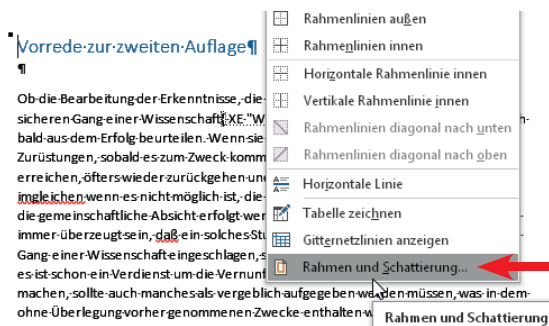 Vorrede·zur·zweiten·Auflage¶
¶
Ob·die·Bearbeitung·der·Erkenntnisse,·die·
sicheren·Gang·einer·Wissenschaft XE·"W
bald·aus·dem·Erfolg·beurteilen.·Wenn·sie
Zurüstungen,·sobald·es·zum·Zweck·komm
erreichen,·öfters·wieder·zurückgehen·und
imgleichen·wenn·es·nicht·möglich·ist,·die·
die·gemeinschaftliche·Absicht·erfolgt·wer
immer·überzeugt·sein,·daß·ein·solches·Stu
Gang·einer·Wissenschaft·eingeschlagen,·s
es·ist·schon·ein·Verdienst·um·die·Vernunf
machen,·sollte·auch·manches·als·vergeblich·aufgegeben·werden·müssen,·was·in·dem·
ohne·Überlegung·vorher·genommenen·Zwecke·enthalten·w
h-
Rahmenlinien außen
Rahmenlinien innen
Horizontale Rahmenlinie innen
Vertikale Rahmenlinie innen
Rahmenlinien diagonal nach unten
Rahmenlinien diagonal nach oben
Horizontale Linie
Tabelle zeichnen
Gitternetzlinien anzeigen
Rahmen und Schattierung...
Rahmen und Schattierung